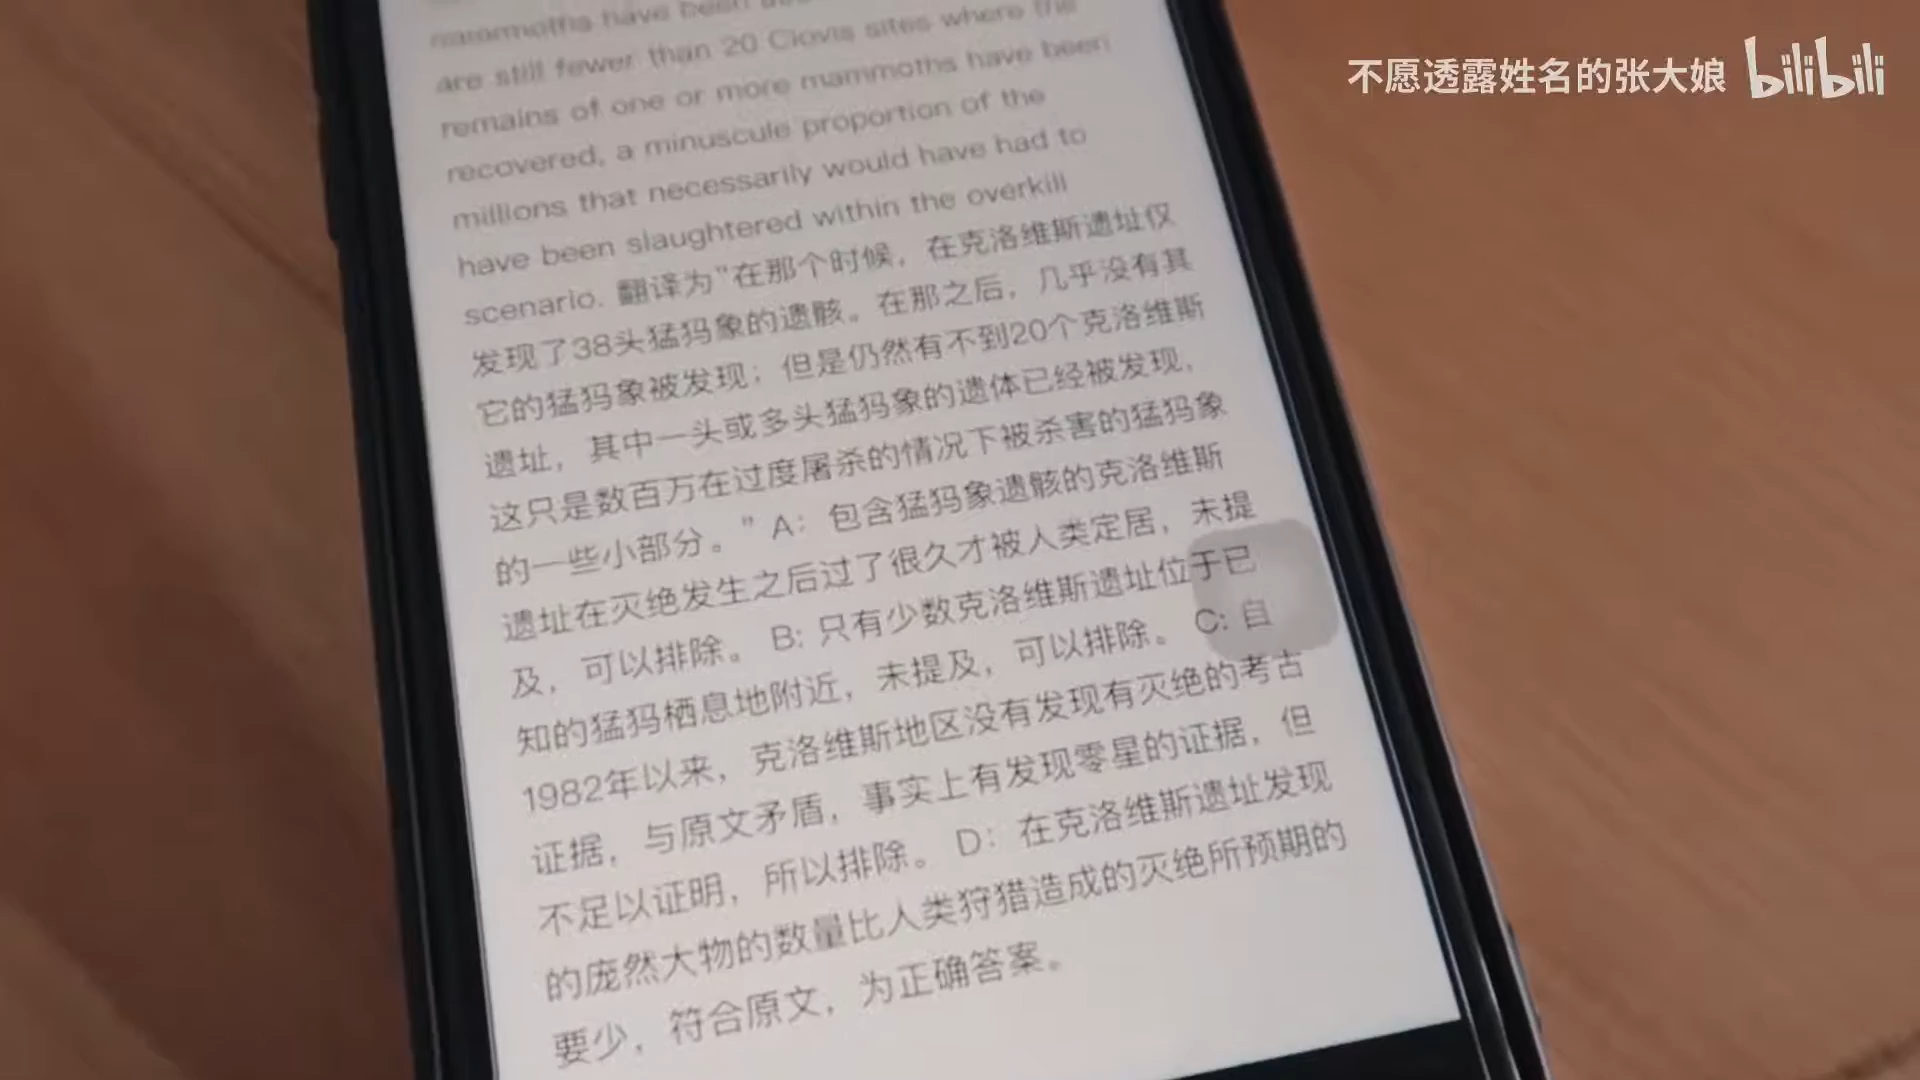 不愿透露姓名的张大娘 bilibili
mammoths have been
are still fewer than 20 Clovis sites where the
remains of one or more mammoths have been
recovered, a minuscule proportion of the
millions that necessarily would have had to
have been slaughtered within the overkill
scenario. 翻译为"在那个时候，在克洛维斯遗址仅
发现了38头猛犸象的遗骸。在那之后，几乎没有其
它的猛犸象被发现；但是仍然有不到20个克洛维斯
遗址，其中一头或多头猛犸象的遗体已经被发现，
这只是数百万在过度屠杀的情况下被杀害的猛犸象
的一些小部分。" A：包含猛犸象遗骸的克洛维斯
遗址在灭绝发生之后过了很久才被人类定居，未提
及，可以排除。 B: 只有少数克洛维斯遗址位于已
知的猛犸栖息地附近，未提及，可以排除。 C: 自
1982年以来，克洛维斯地区没有发现有灭绝的考古
证据，与原文矛盾，事实上有发现零星的证据，但
不足以证明，所以排除。 D：在克洛维斯遗址发现
的庞然大物的数量比人类狩猎造成的灭绝所预期的
要少，符合原文，为正确答案。